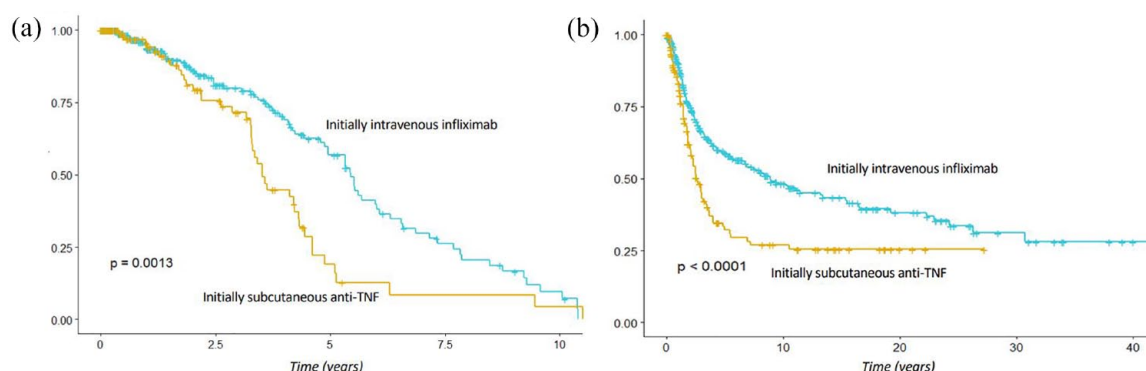 (a)
1.00
0.75
0.50
0.25
0.00
Initially intravenous infliximab
p = 0.0013
Initially subcutaneous anti-TNF
0
2.5
5
7.5
10
Time (years)
(b)
1.00
0.75
0.50
0.25
0.00
Initially intravenous infliximab
p < 0.0001
Initially subcutaneous anti-TNF
0
10
20
30
40
Time (years)